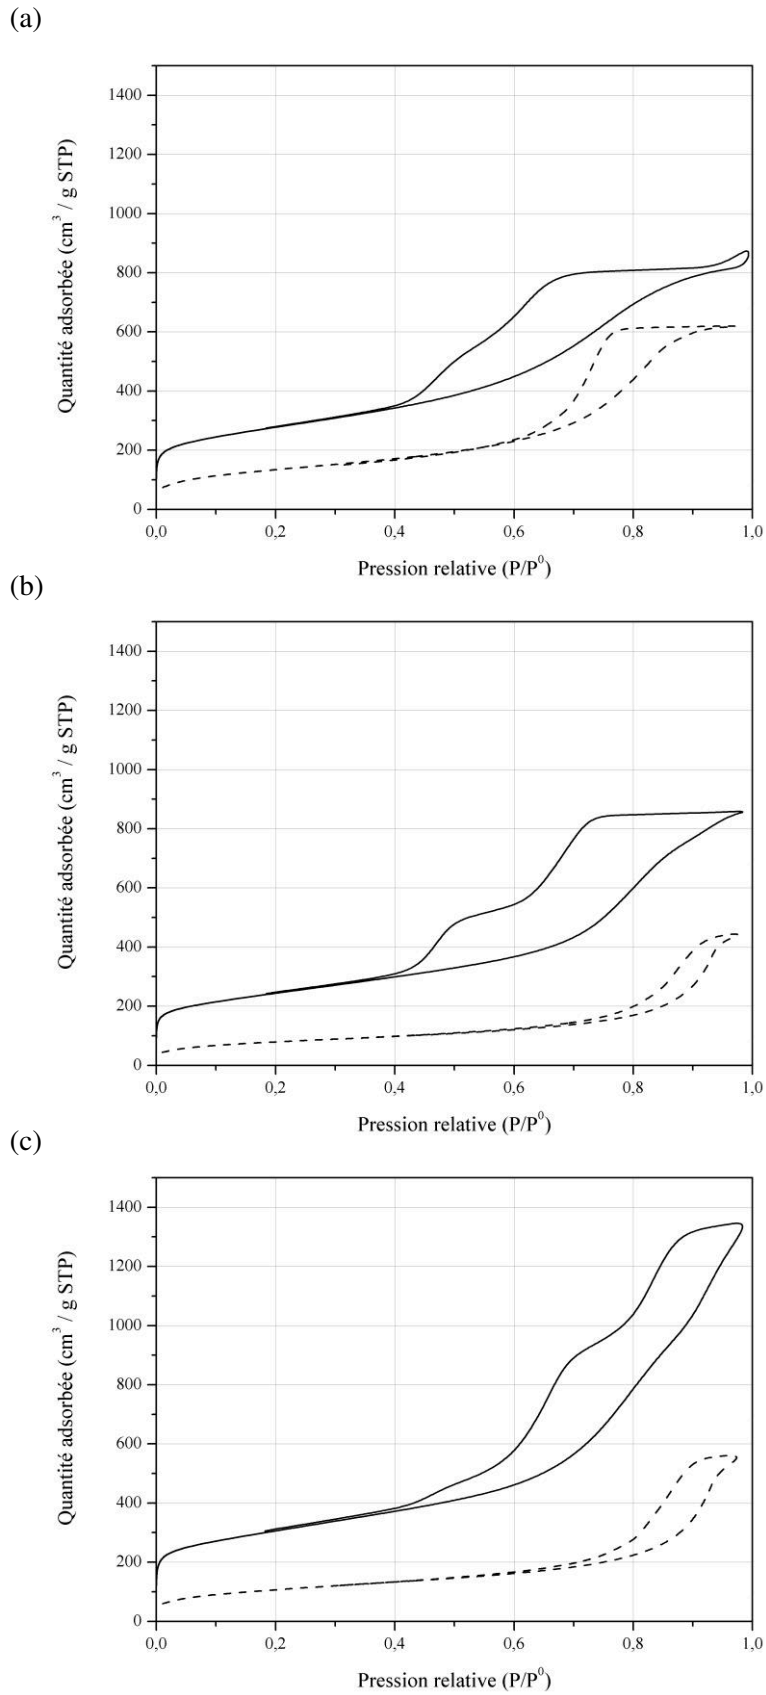 (a)
Quantité adsorbée (cm³ / g STP)
1400
1200
1000
800
600
400
200
0
0,0 0,2 0,4 0,6 0,8 1,0
Pression relative (P/P⁰)
(b)
Quantité adsorbée (cm³ / g STP)
1400
1200
1000
800
600
400
200
0
0,0 0,2 0,4 0,6 0,8 1,0
Pression relative (P/P⁰)
(c)
Quantité adsorbée (cm³ / g STP)
1400
1200
1000
800
600
400
200
0
0,0 0,2 0,4 0,6 0,8 1,0
Pression relative (P/P⁰)